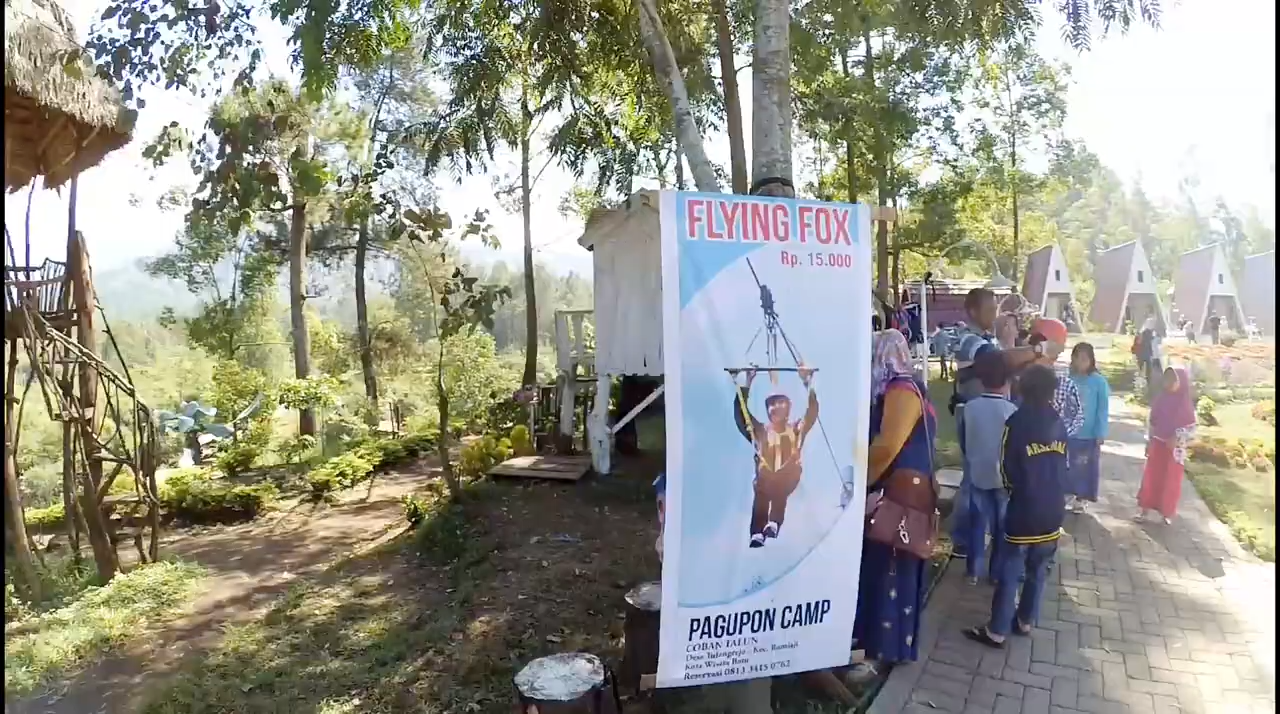 FLYING FOX
Rp. 15.000
PAGUPON CAMP
COBAN TALUN
Desa Tulungrejo - Kec. Bumiaji
Kota Wisata Batu
Reservasi 0813 3415 0762
ARSENAL